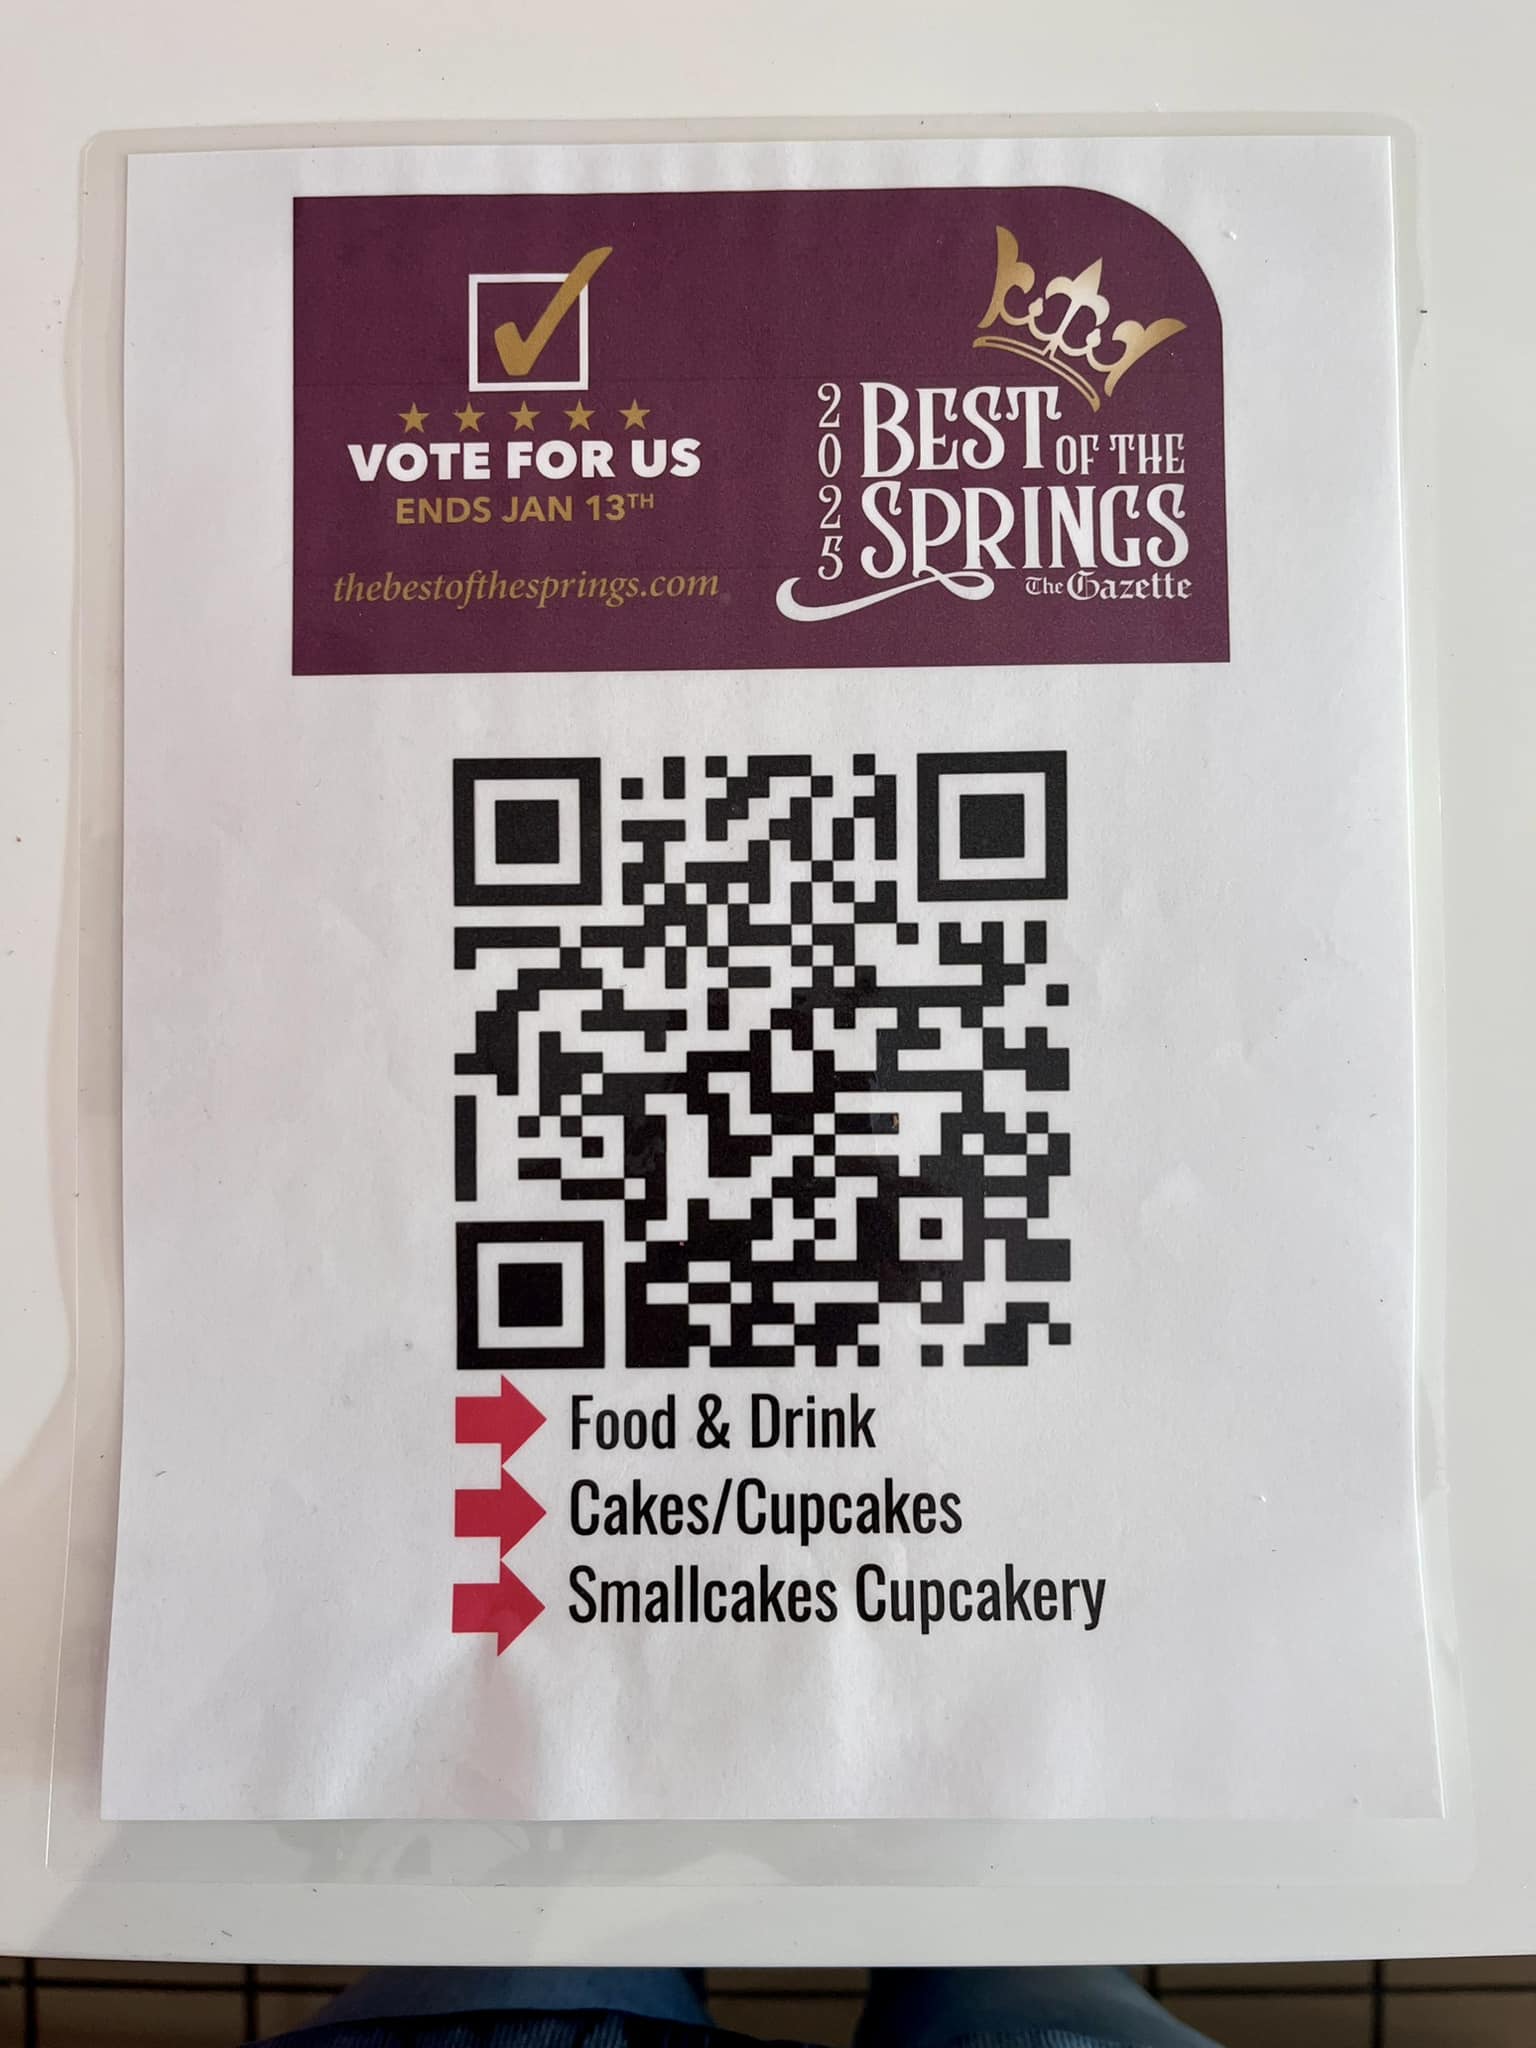 VOTE FOR US
ENDS JAN 13TH
thebestofthesprings.com
2025
BEST OF THE
SPRINGS
The Gazette
Food & Drink
Cakes/Cupcakes
Smallcakes Cupcakery